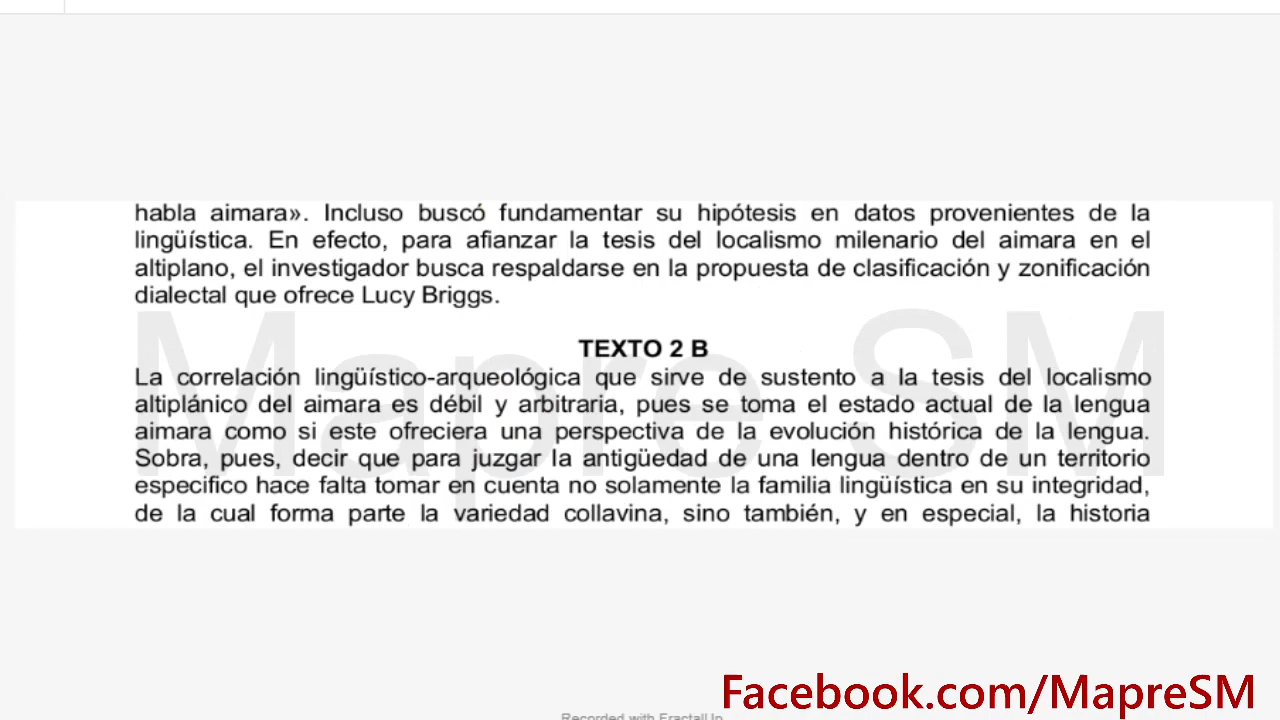 habla aimara». Incluso buscó fundamentar su hipótesis en datos provenientes de la
lingüística. En efecto, para afianzar la tesis del localismo milenario del aimara en el
altiplano, el investigador busca respaldarse en la propuesta de clasificación y zonificación
dialectal que ofrece Lucy Briggs.
TEXTO 2 B
La correlación lingüístico-arqueológica que sirve de sustento a la tesis del localismo
altiplánico del aimara es débil y arbitraria, pues se toma el estado actual de la lengua
aimara como si este ofreciera una perspectiva de la evolución histórica de la lengua.
Sobra, pues, decir que para juzgar la antigüedad de una lengua dentro de un territorio
especifico hace falta tomar en cuenta no solamente la familia lingüística en su integridad,
de la cual forma parte la variedad collavina, sino también, y en especial, la historia
Mapre SM
Facebook.com/MapreSM
Recorded with FractalUp